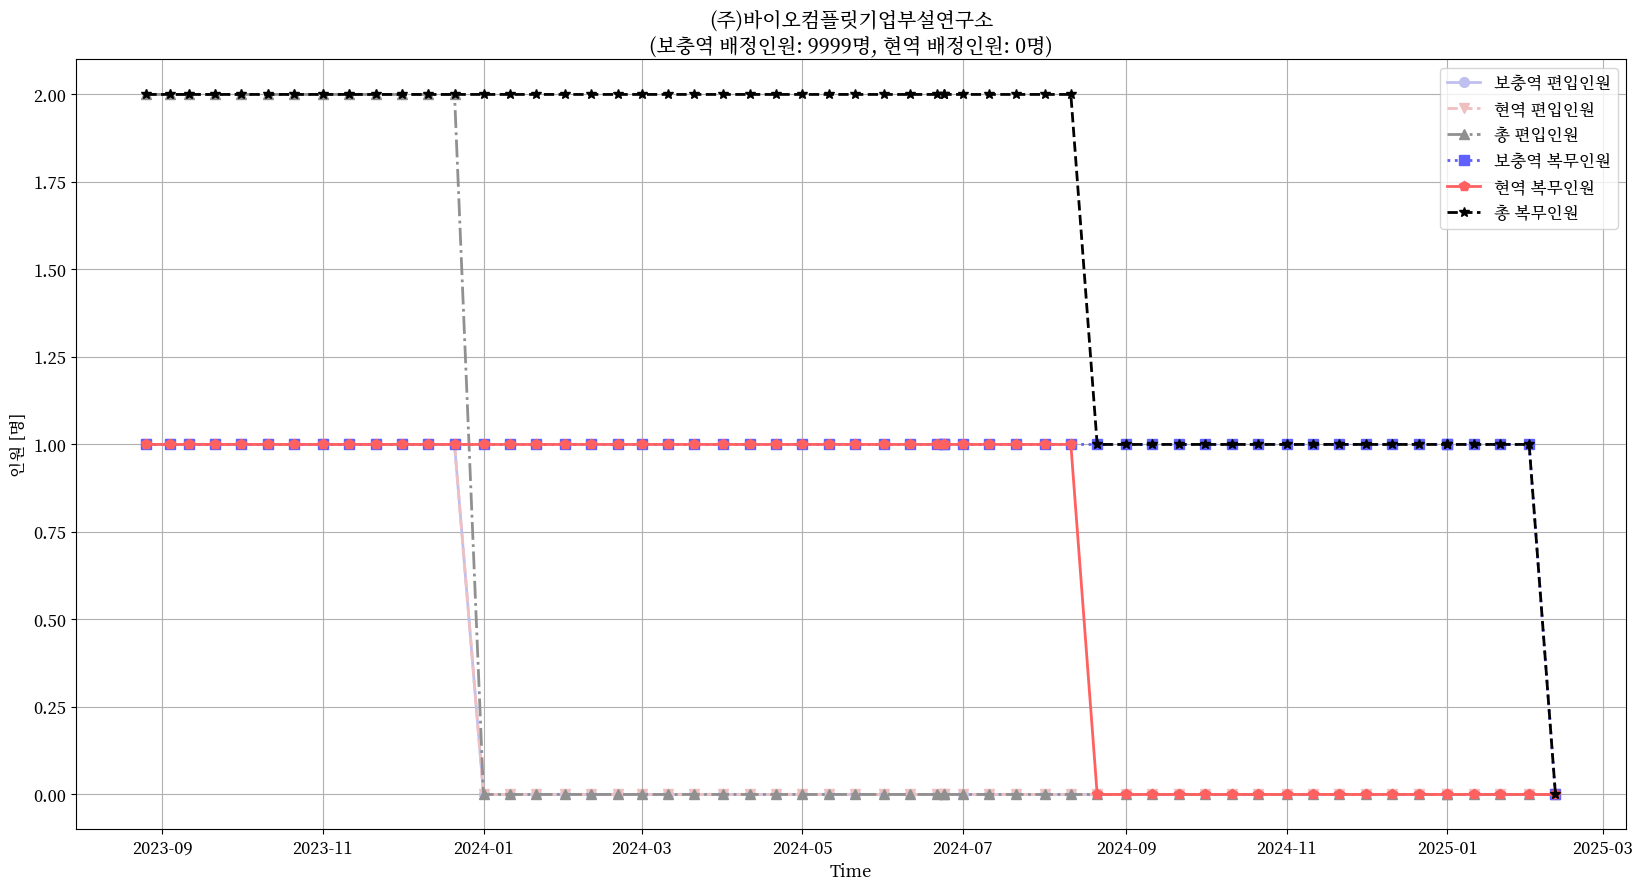 (주)바이오컴플릿기업부설연구소
(보충역 배정인원: 9999명, 현역 배정인원: 0명)
보충역 편입인원
현역 편입인원
총 편입인원
보충역 복무인원
현역 복무인원
총 복무인원
인원 [명]
2.00
1.75
1.50
1.25
1.00
0.75
0.50
0.25
0.00
2023-09
2023-11
2024-01
2024-03
2024-05
2024-07
2024-09
2024-11
2025-01
2025-03
Time